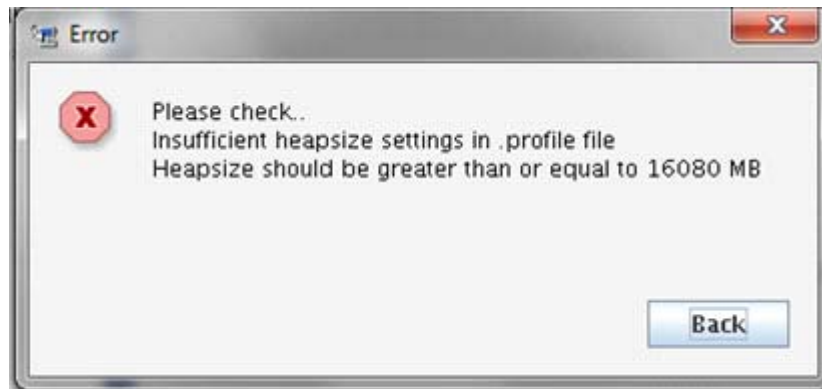 Error
Please check..
Insufficient heapsize settings in .profile file
Heapsize should be greater than or equal to 16080 MB
Back